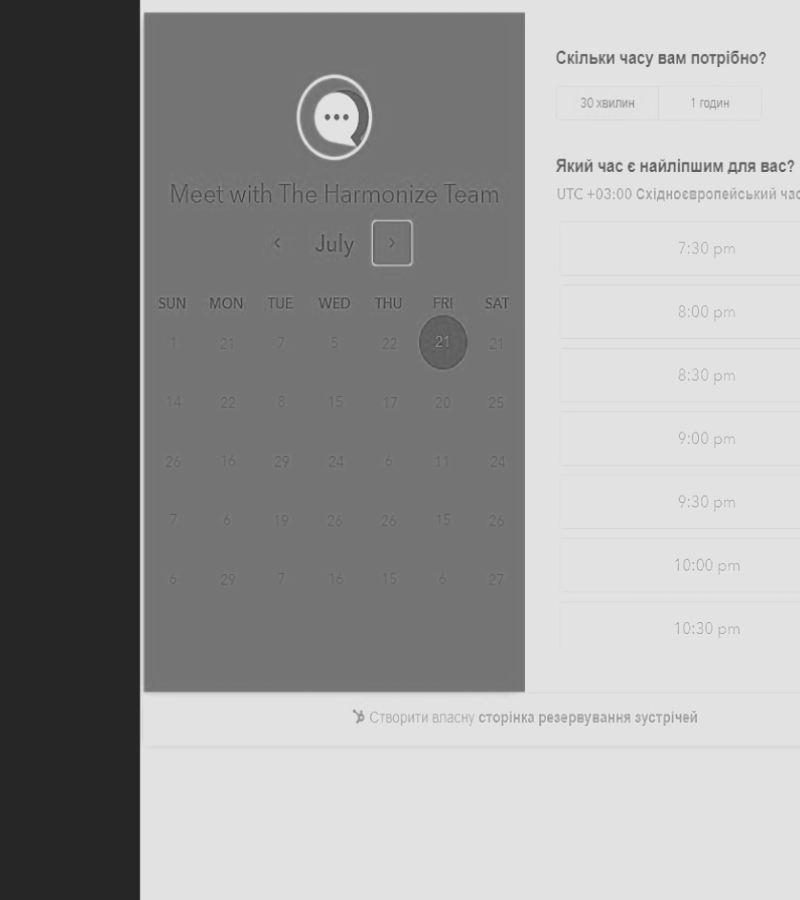 Meet with The Harmonize Team
July
SUN MON TUE WED THU FRI SAT
1 21 7 5 22 21 21
14 22 8 15 17 20 25
26 16 29 24 6 11 24
7 6 19 26 26 15 26
6 29 7 16 15 6 27
Скільки часу вам потрібно?
30 хвилин 1 годин
Який час є найліпшим для вас?
UTC +03:00 Східноєвропейський час
7:30 pm
8:00 pm
8:30 pm
9:00 pm
9:30 pm
10:00 pm
10:30 pm
Створити власну сторінка резервування зустрічей